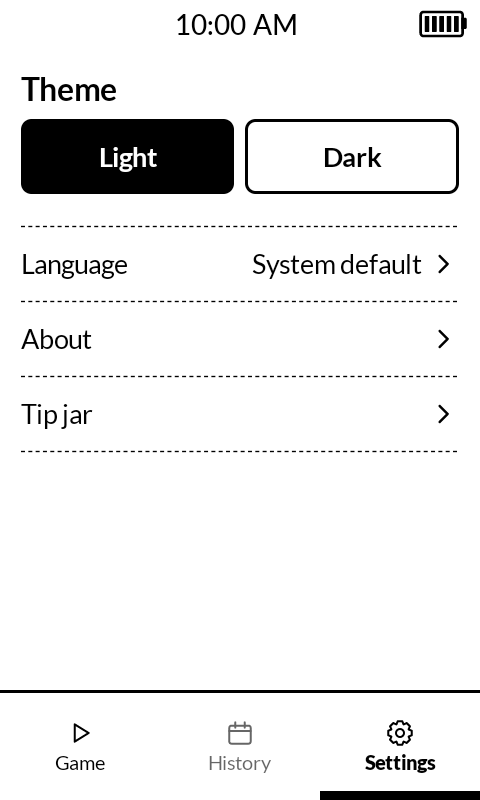 10:00 AM
Theme
Light
Dark
Language
System default
About
Tip jar
Game
History
Settings